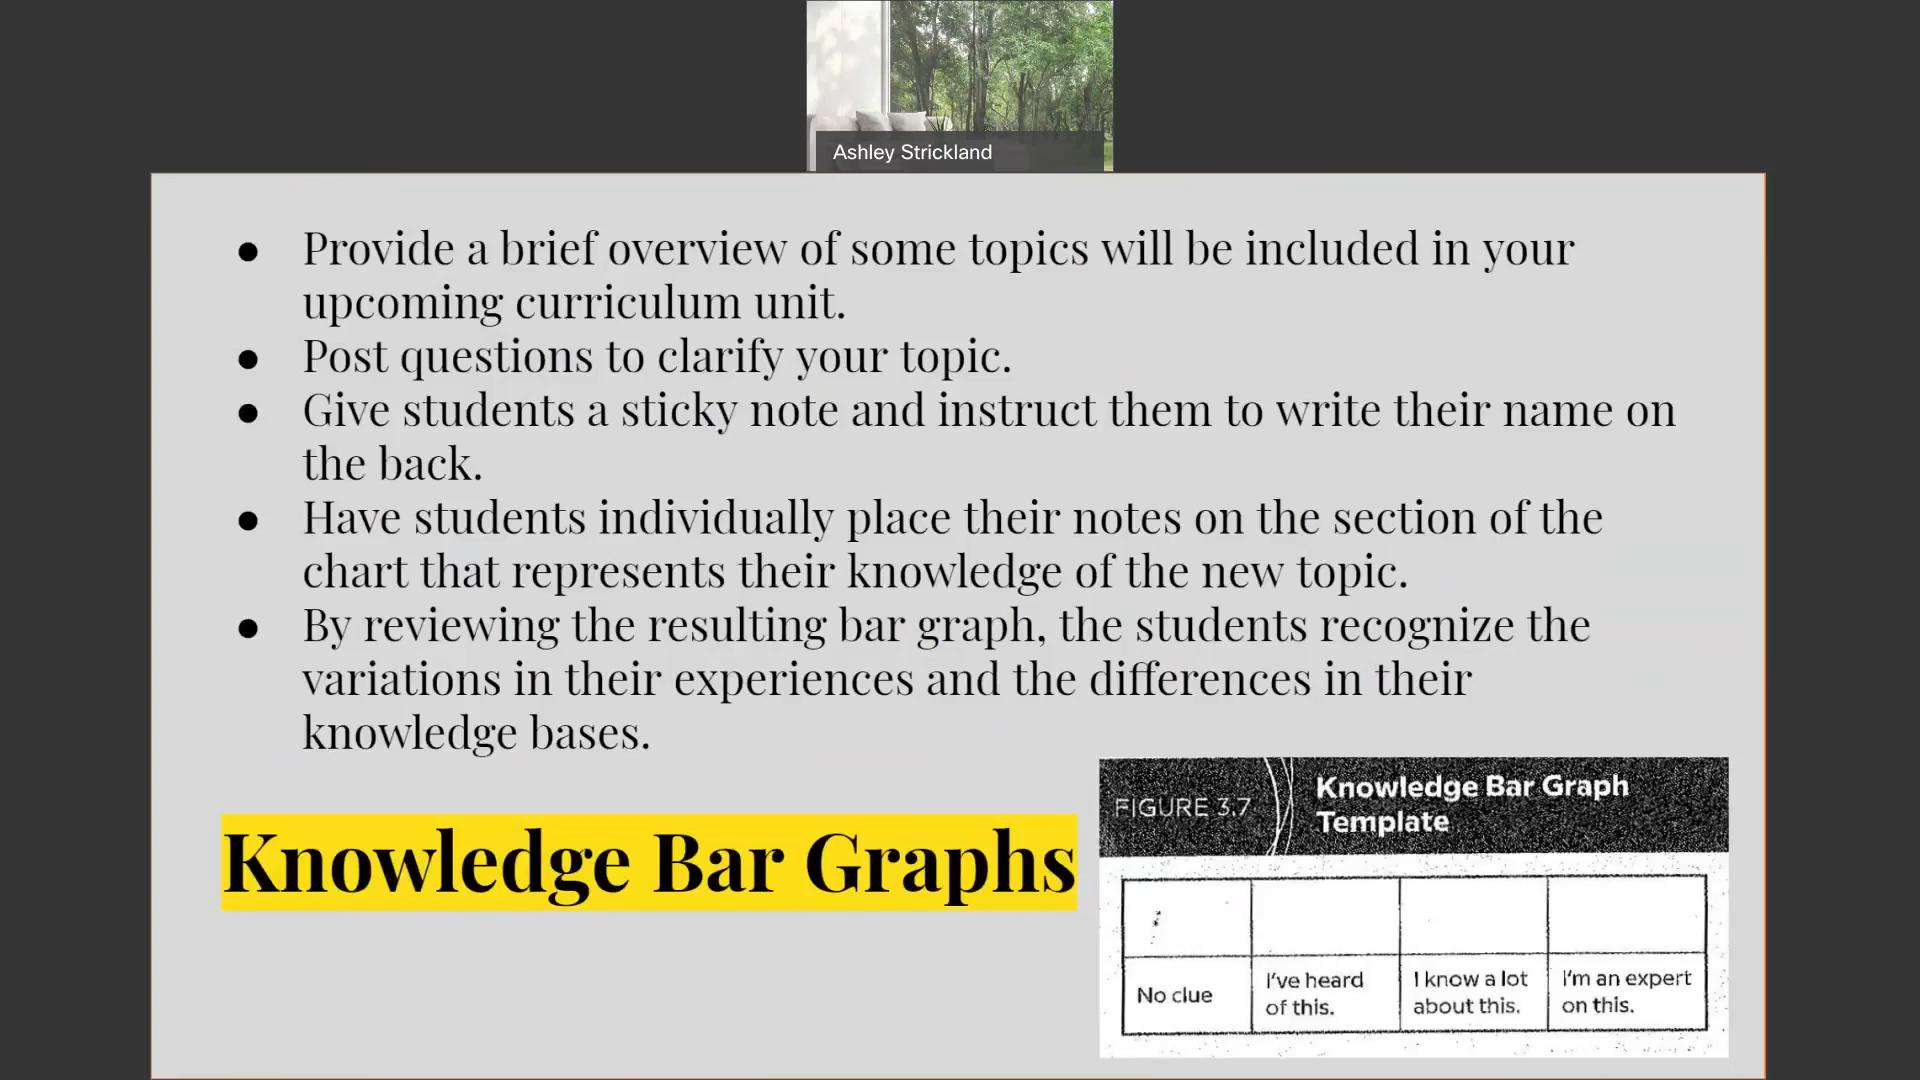 Ashley Strickland
● Provide a brief overview of some topics will be included in your
upcoming curriculum unit.
● Post questions to clarify your topic.
● Give students a sticky note and instruct them to write their name on
the back.
● Have students individually place their notes on the section of the
chart that represents their knowledge of the new topic.
● By reviewing the resulting bar graph, the students recognize the
variations in their experiences and the differences in their
knowledge bases.
Knowledge Bar Graphs
FIGURE 3.7
Knowledge Bar Graph
Template
No clue
I've heard
of this.
I know a lot
about this.
I'm an expert
on this.